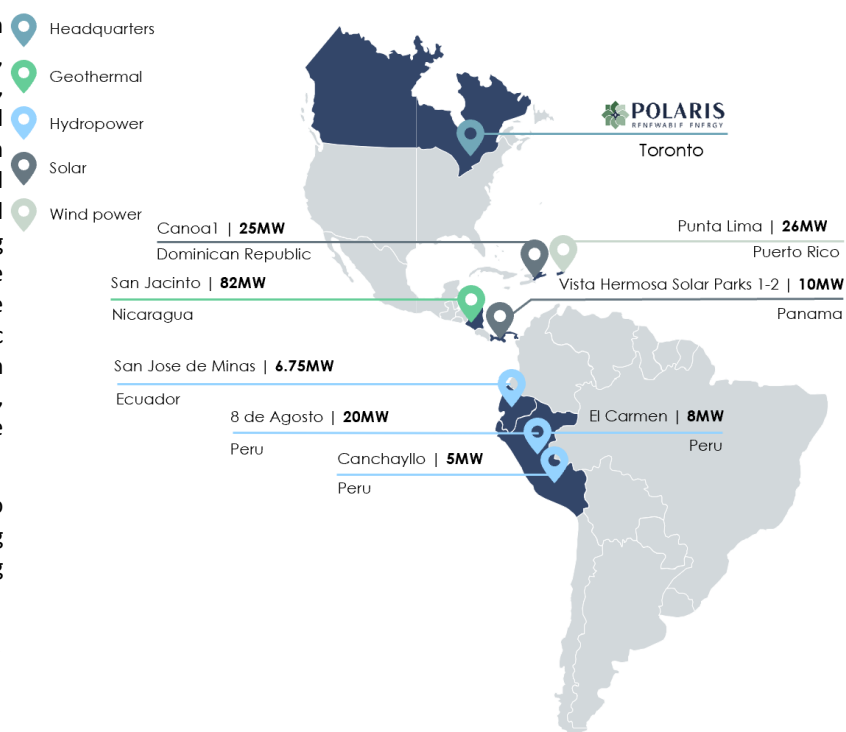 Headquarters
Geothermal
Hydropower
Solar
Wind power
POLARIS
RENEWABLE ENERGY
Toronto
Canoa1 | 25MW
Dominican Republic
Punta Lima | 26MW
Puerto Rico
San Jacinto | 82MW
Nicaragua
Vista Hermosa Solar Parks 1-2 | 10MW
Panama
San Jose de Minas | 6.75MW
Ecuador
8 de Agosto | 20MW
Peru
El Carmen | 8MW
Peru
Canchayllo | 5MW
Peru